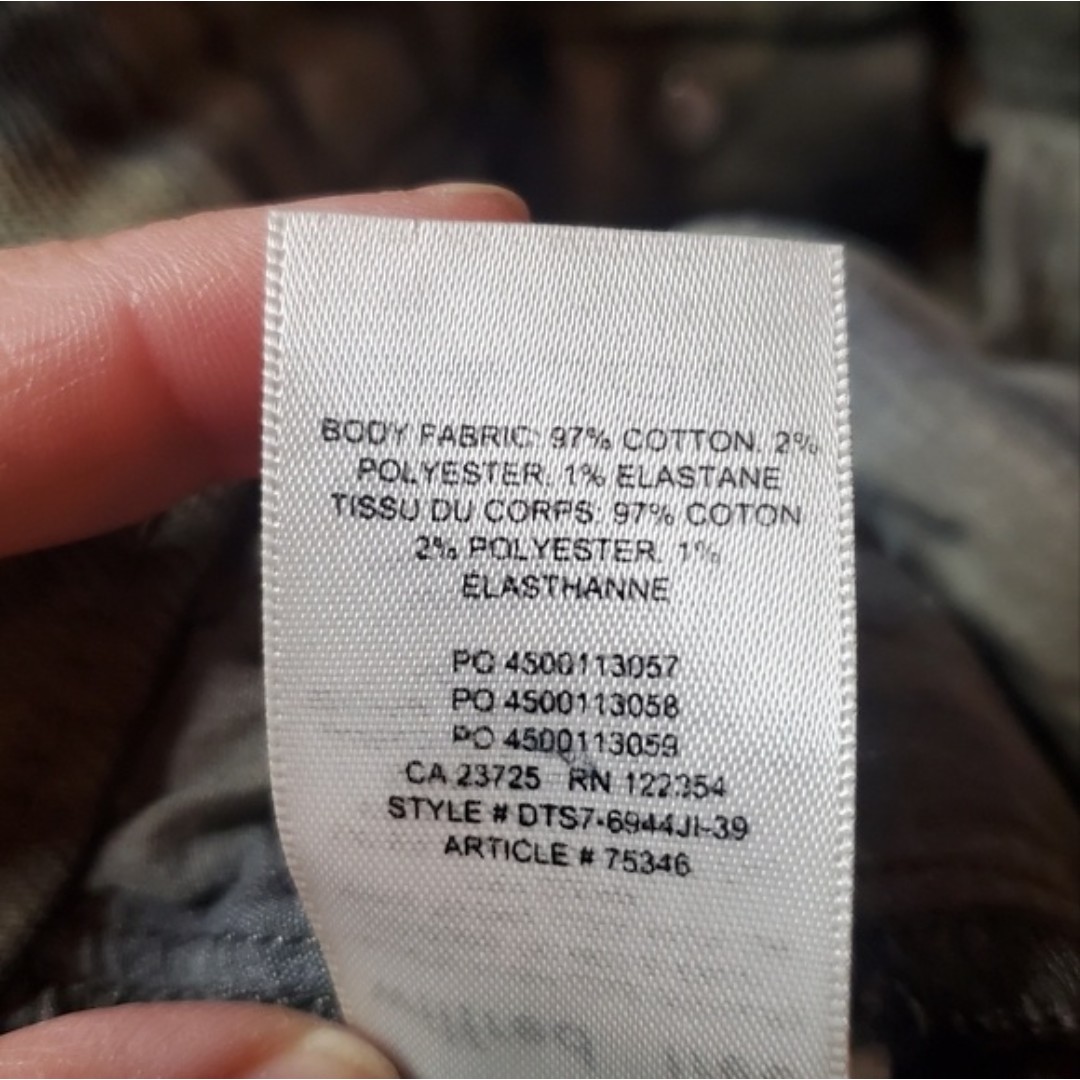 BODY FABRIC: 97% COTTON. 2%
POLYESTER. 1% ELASTANE
TISSU DU CORPS. 97% COTON
2% POLYESTER. 1%
ÉLASTHANNE
PO 4500113057
PO 4500113058
PO 4500113059
CA 23725 RN 122354
STYLE # DTS7-6944JI-39
ARTICLE # 75346